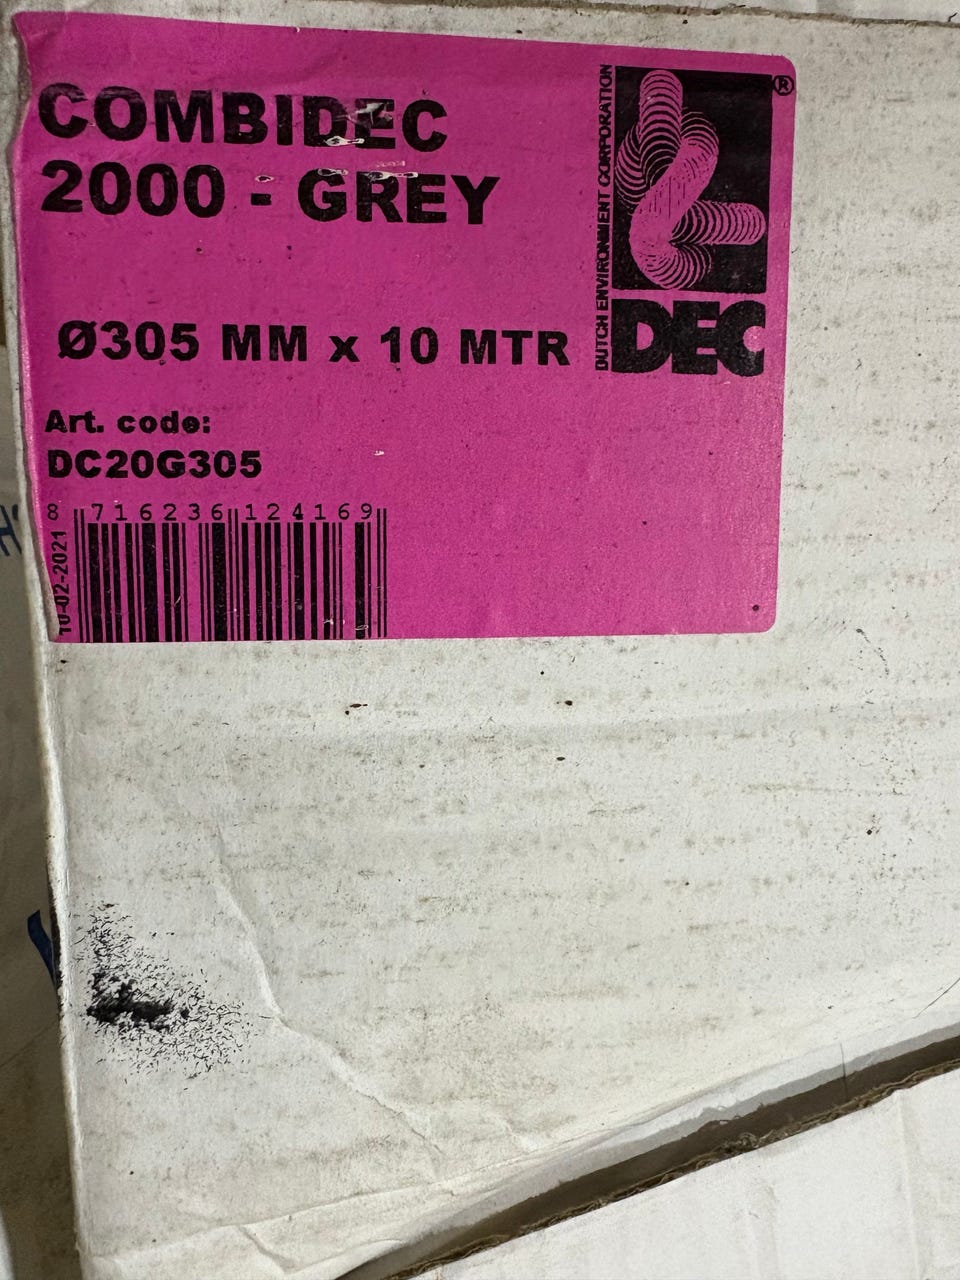 COMBIDEC
2000 - GREY
Ø305 MM x 10 MTR
Art. code:
DC20G305
8 716236 124169
10-02-2021
DUTCH ENVIRONMENT CORPORATION
®
DEC